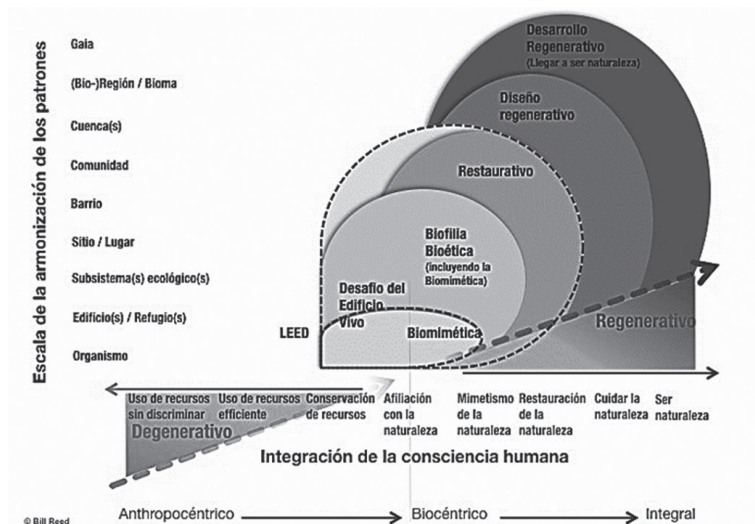 Escala de la armonización de los patrones
Gaia
(Bio-)Región / Bioma
Cuenca(s)
Comunidad
Barrio
Sitio / Lugar
Subsistema(s) ecológico(s)
Edificio(s) / Refugio(s)
Organismo
Desarrollo
Regenerativo
(Llegar a ser naturaleza)
Diseño
regenerativo
Restaurativo
Biofilia
Bioética
(incluyendo la
Biomimética)
Desafío del
Edificio
Vivo
LEED
Biomimética
Regenerativo
Uso de recursos
sin discriminar
Uso de recursos
efficiente
Conservación
de recursos
Afiliación
con la
naturaleza
Mimetismo
de la
naturaleza
Restauración
de la
naturaleza
Cuidar la
naturaleza
Ser
naturaleza
Degenerativo
Integración de la consciencia humana
Anthropocéntrico
Biocéntrico
Integral
© Bill Reed